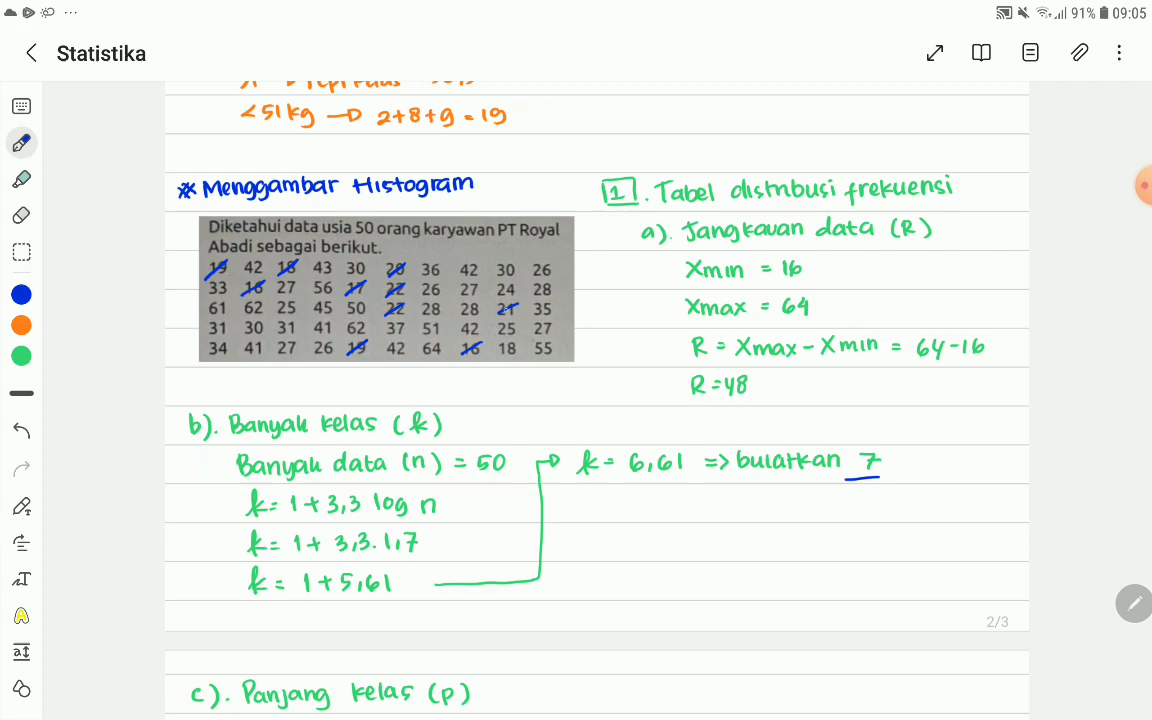 91% 09:05
Statistika
<51kg → 2+8+9=19
* Menggambar Histogram
Diketahui data usia 50 orang karyawan PT Royal
Abadi sebagai berikut.
19 42 18 43 30 20 36 42 30 26
33 16 27 56 17 22 26 27 24 28
61 62 25 45 50 22 28 28 21 35
31 30 31 41 62 37 51 42 25 27
34 41 27 26 19 42 64 16 18 55
1. Tabel distribusi frekuensi
a). Jangkauan data (R)
Xmin = 16
Xmax = 64
R = Xmax - Xmin = 64-16
R=48
b). Banyak kelas (k)
Banyak data (n) = 50
k= 1 + 3,3 log n
k= 1 + 3,3.1,7
k= 1 + 5,61
k= 6,61 => bulatkan 7
2/3
c). Panjang kelas (p)